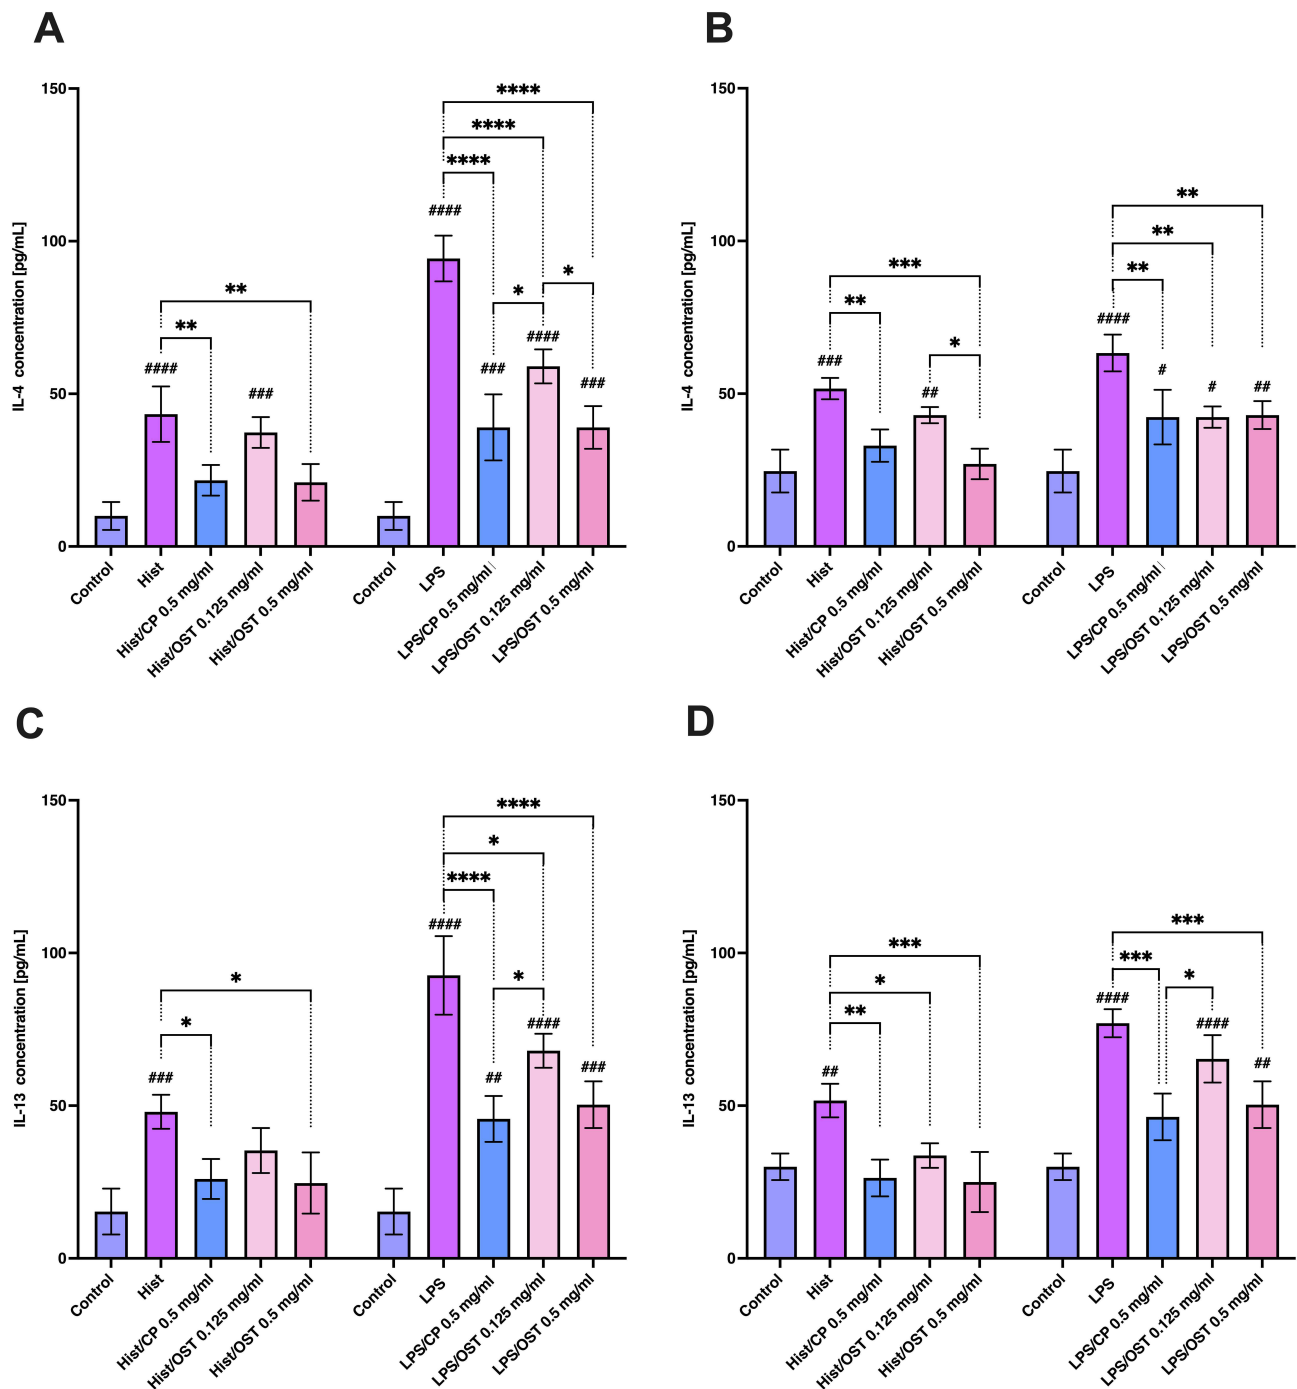 A
IL-4 concentration [pg/mL]
150
100
50
0
####
**
**
###
####
****
****
****
###
*
####
*
###
Control
Hist
Hist/CP 0.5 mg/ml
Hist/OST 0.125 mg/ml
Hist/OST 0.5 mg/ml
Control
LPS
LPS/CP 0.5 mg/ml
LPS/OST 0.125 mg/ml
LPS/OST 0.5 mg/ml
B
IL-4 concentration [pg/mL]
150
100
50
0
###
**
***
##
*
####
**
**
**
#
#
##
Control
Hist
Hist/CP 0.5 mg/ml
Hist/OST 0.125 mg/ml
Hist/OST 0.5 mg/ml
Control
LPS
LPS/CP 0.5 mg/ml
LPS/OST 0.125 mg/ml
LPS/OST 0.5 mg/ml
C
IL-13 concentration [pg/mL]
150
100
50
0
###
*
*
####
****
*
****
##
*
####
###
Control
Hist
Hist/CP 0.5 mg/ml
Hist/OST 0.125 mg/ml
Hist/OST 0.5 mg/ml
Control
LPS
LPS/CP 0.5 mg/ml
LPS/OST 0.125 mg/ml
LPS/OST 0.5 mg/ml
D
IL-13 concentration [pg/mL]
150
100
50
0
##
**
*
***
####
***
***
*
####
##
Control
Hist
Hist/CP 0.5 mg/ml
Hist/OST 0.125 mg/ml
Hist/OST 0.5 mg/ml
Control
LPS
LPS/CP 0.5 mg/ml
LPS/OST 0.125 mg/ml
LPS/OST 0.5 mg/ml